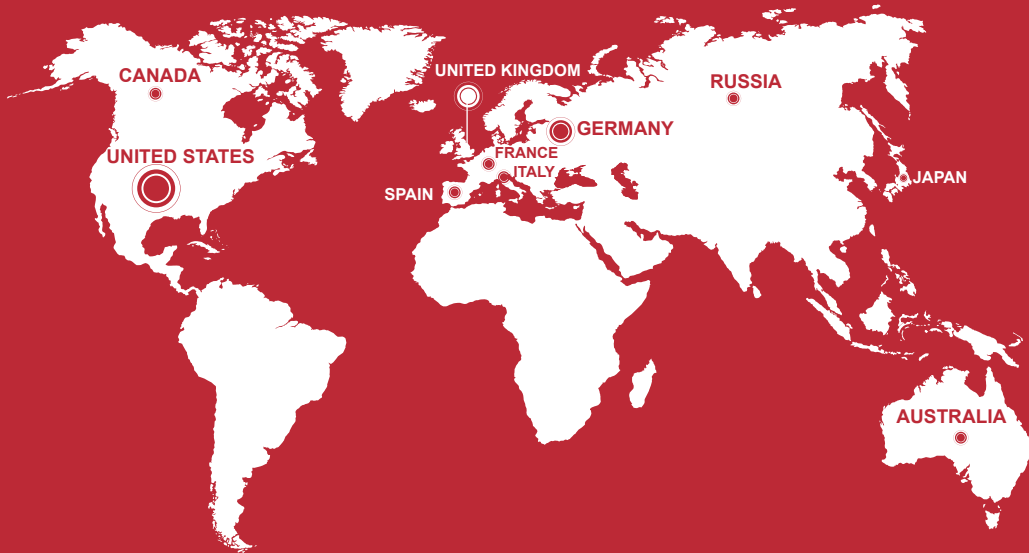 CANADA
UNITED KINGDOM
RUSSIA
GERMANY
UNITED STATES
FRANCE
ITALY
SPAIN
JAPAN
AUSTRALIA